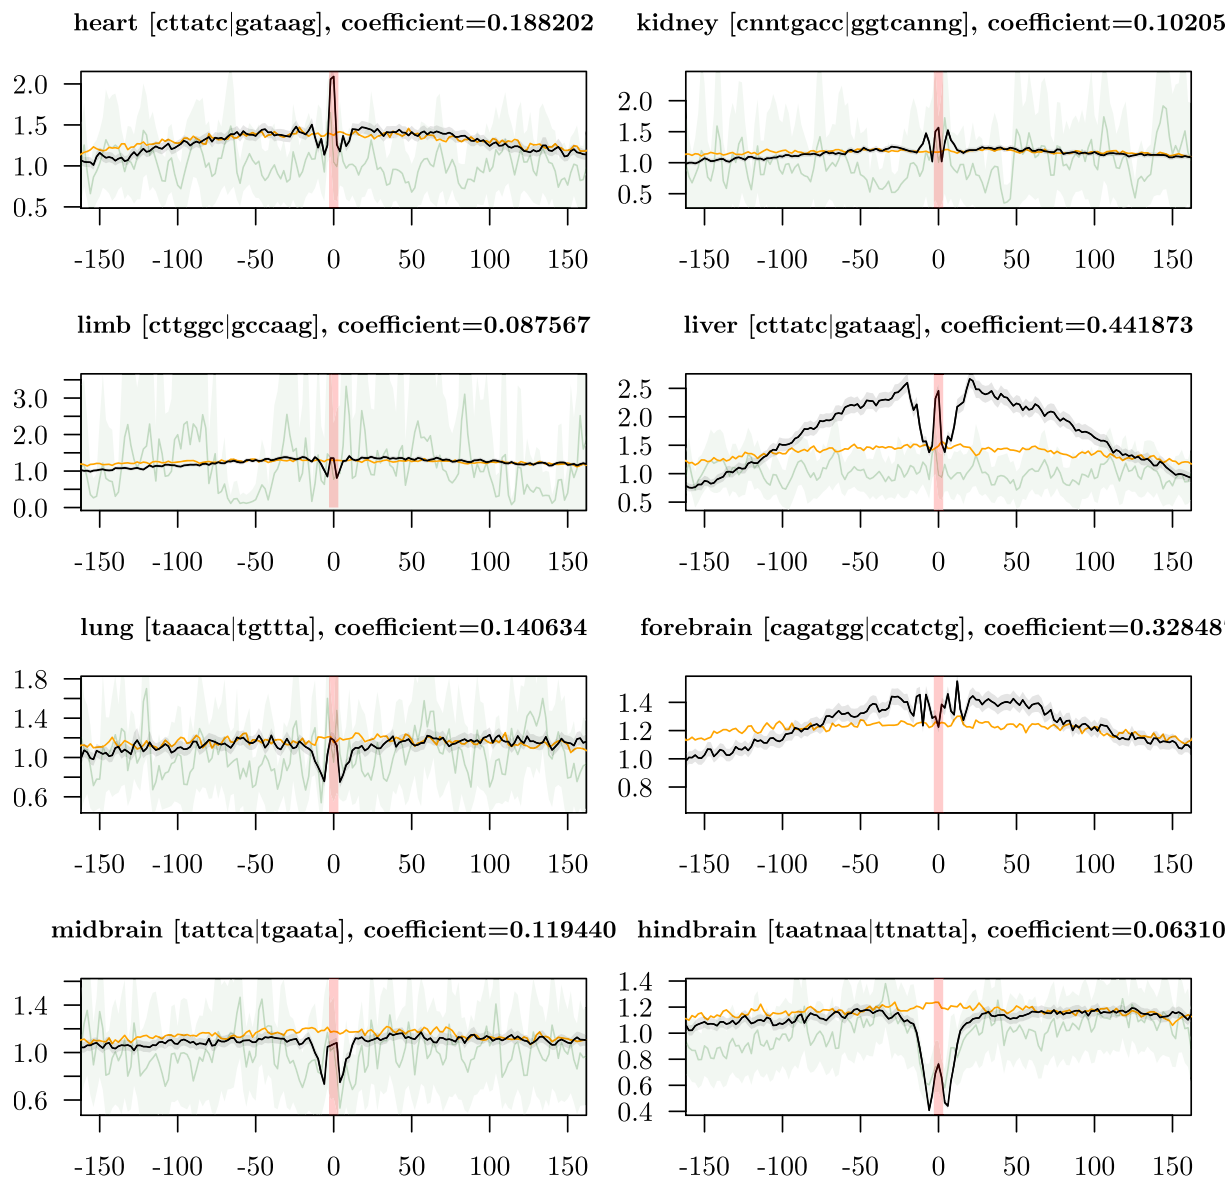 heart [cttatc|gataag], coefficient=0.188202
2.0
1.5
1.0
0.5
-150 -100 -50 0 50 100 150
kidney [cnntgacc|ggtcanng], coefficient=0.10205
2.0
1.5
1.0
0.5
-150 -100 -50 0 50 100 150
limb [cttggc|gccaag], coefficient=0.087567
3.0
2.0
1.0
0.0
-150 -100 -50 0 50 100 150
liver [cttatc|gataag], coefficient=0.441873
2.5
2.0
1.5
1.0
0.5
-150 -100 -50 0 50 100 150
lung [taaaca|tgttta], coefficient=0.140634
1.8
1.4
1.0
0.6
-150 -100 -50 0 50 100 150
forebrain [cagatgg|ccatctg], coefficient=0.32848
1.4
1.2
1.0
0.8
-150 -100 -50 0 50 100 150
midbrain [tattca|tgaata], coefficient=0.119440
1.4
1.0
0.6
-150 -100 -50 0 50 100 150
hindbrain [taatnaa|ttnatta], coefficient=0.06310
1.4
1.2
1.0
0.8
0.6
0.4
-150 -100 -50 0 50 100 150